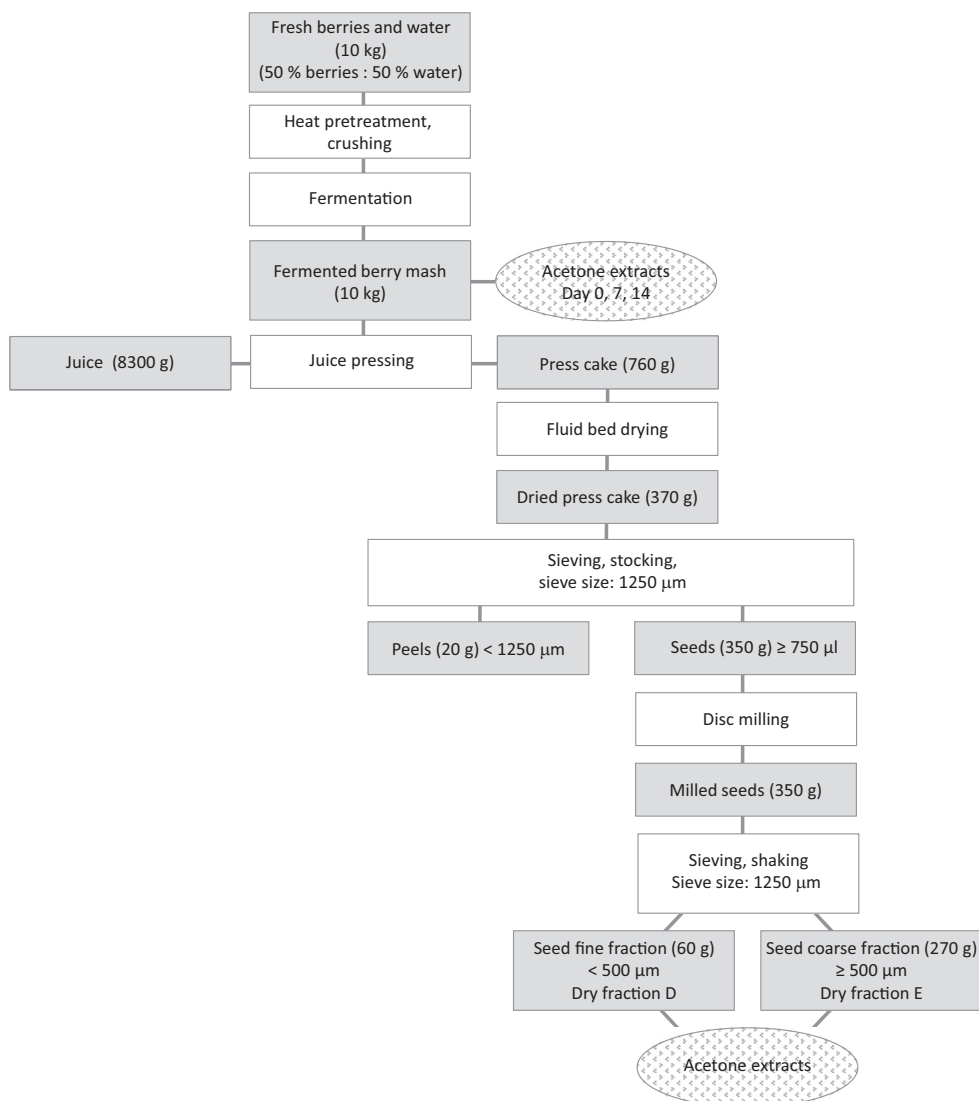 Fresh berries and water
(10 kg)
(50 % berries : 50 % water)
Heat pretreatment,
crushing
Fermentation
Fermented berry mash
(10 kg)
Acetone extracts
Day 0, 7, 14
Juice (8300 g)
Juice pressing
Press cake (760 g)
Fluid bed drying
Dried press cake (370 g)
Sieving, stocking,
sieve size: 1250 μm
Peels (20 g) < 1250 μm
Seeds (350 g) ≥ 750 μl
Disc milling
Milled seeds (350 g)
Sieving, shaking
Sieve size: 1250 μm
Seed fine fraction (60 g)
< 500 μm
Dry fraction D
Seed coarse fraction (270 g)
≥ 500 μm
Dry fraction E
Acetone extracts